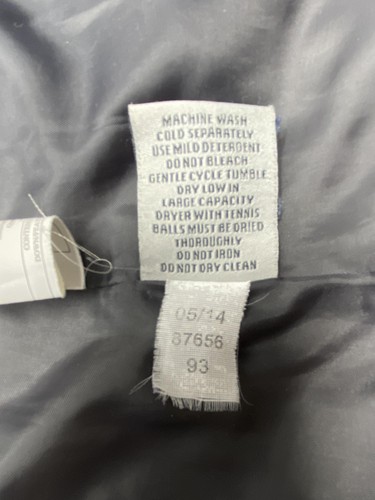 MACHINE WASH
COLD SEPARATELY
USE MILD DETERGENT
DO NOT BLEACH
GENTLE CYCLE TUMBLE
DRY LOW IN
LARGE CAPACITY
DRYER WITH TENNIS
BALLS MUST BE DRIED
THOROUGHLY
DO NOT IRON
DO NOT DRY CLEAN
05/14
87656
93